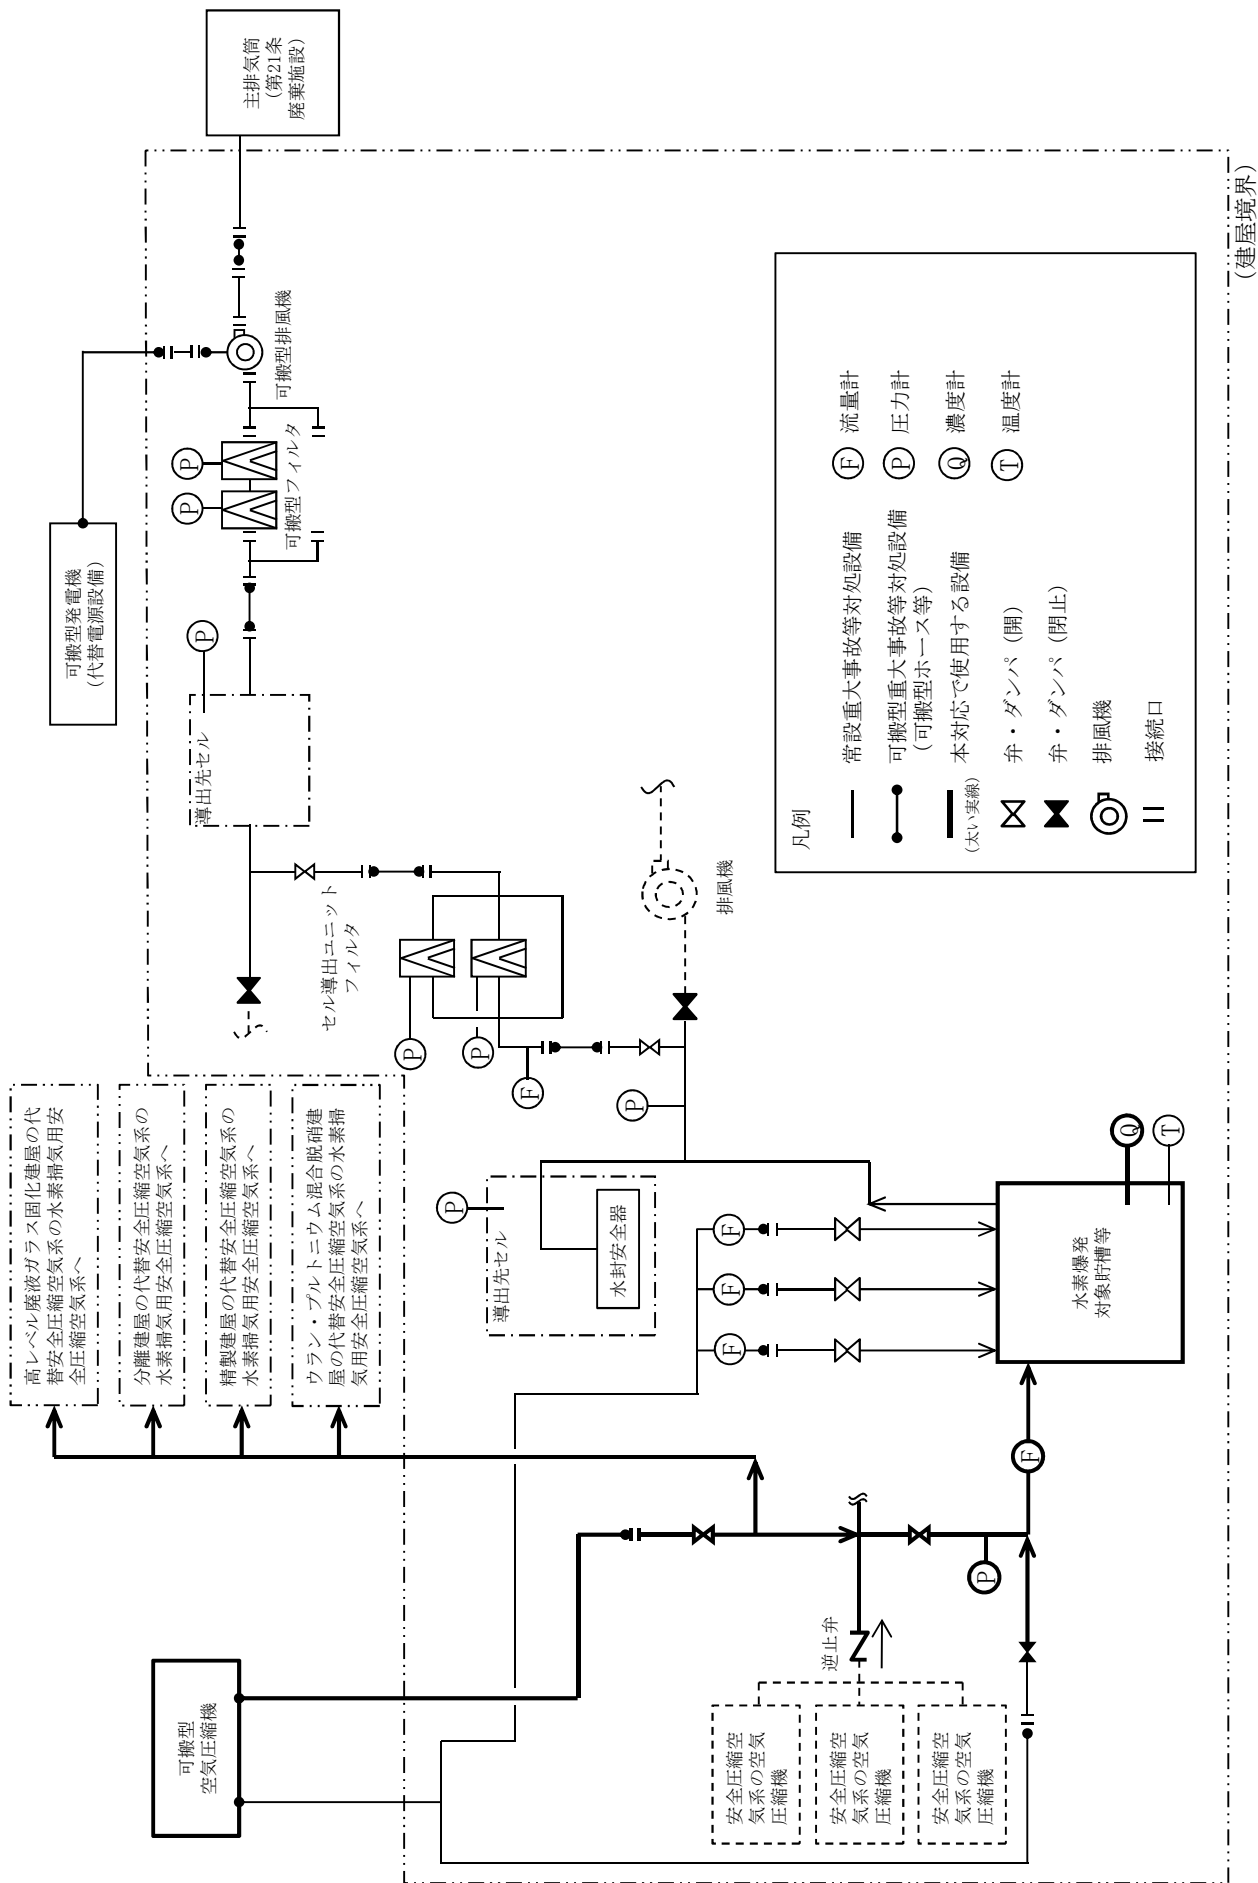 主排気筒
(第21条
廃棄施設)
(建屋境界)
可搬型排風機
可搬型発電機
(代替電源設備)
P
P
可搬型フィルタ
P
導出先セル
セル導出ユニット
フィルタ
P
P
F
P
排風機
凡例
常設重大事故等対処設備
可搬型重大事故等対処設備
(可搬型ホース等)
本対応で使用する設備
(太い実線)
弁・ダンパ (開)
弁・ダンパ (閉止)
排風機
接続口
F
流量計
P
圧力計
Q
濃度計
T
温度計
高レベル廃液ガラス固化建屋の代
替安全圧縮空気系の水素掃気用安
全圧縮空気系へ
分離建屋の代替安全圧縮空気系の
水素掃気用安全圧縮空気系へ
精製建屋の代替安全圧縮空気系の
水素掃気用安全圧縮空気系へ
ウラン・プルトニウム混合脱硝建
屋の代替安全圧縮空気系の水素掃
気用安全圧縮空気系へ
P
導出先セル
水封安全器
F
F
F
Q
T
水素爆発
対象貯槽等
F
P
逆止弁
可搬型
空気圧縮機
安全圧縮空
気系の空気
圧縮機
安全圧縮空
気系の空気
圧縮機
安全圧縮空
気系の空気
圧縮機